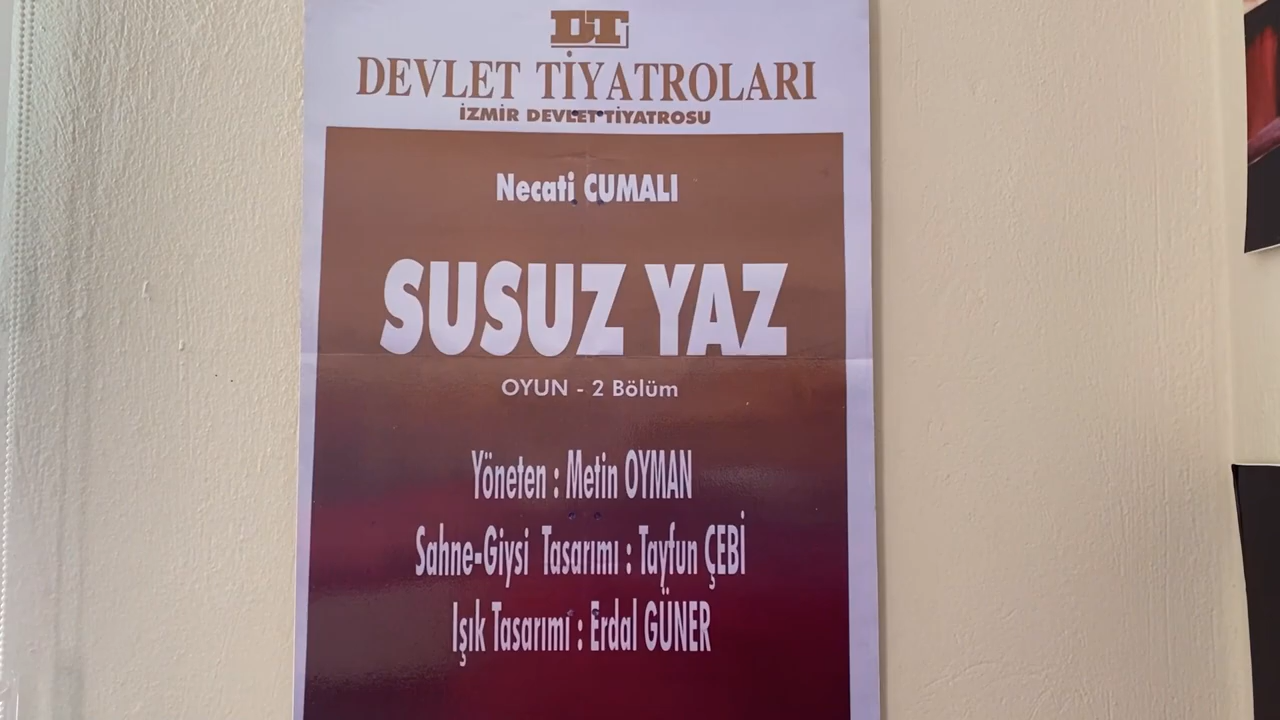 DT
DEVLET TİYATROLARI
İZMİR DEVLET TİYATROSU
Necati CUMALI
SUSUZ YAZ
OYUN - 2 Bölüm
Yöneten : Metin OYMAN
Sahne-Giysi Tasarımı : Tayfun ÇEBİ
Işık Tasarımı : Erdal GÜNER